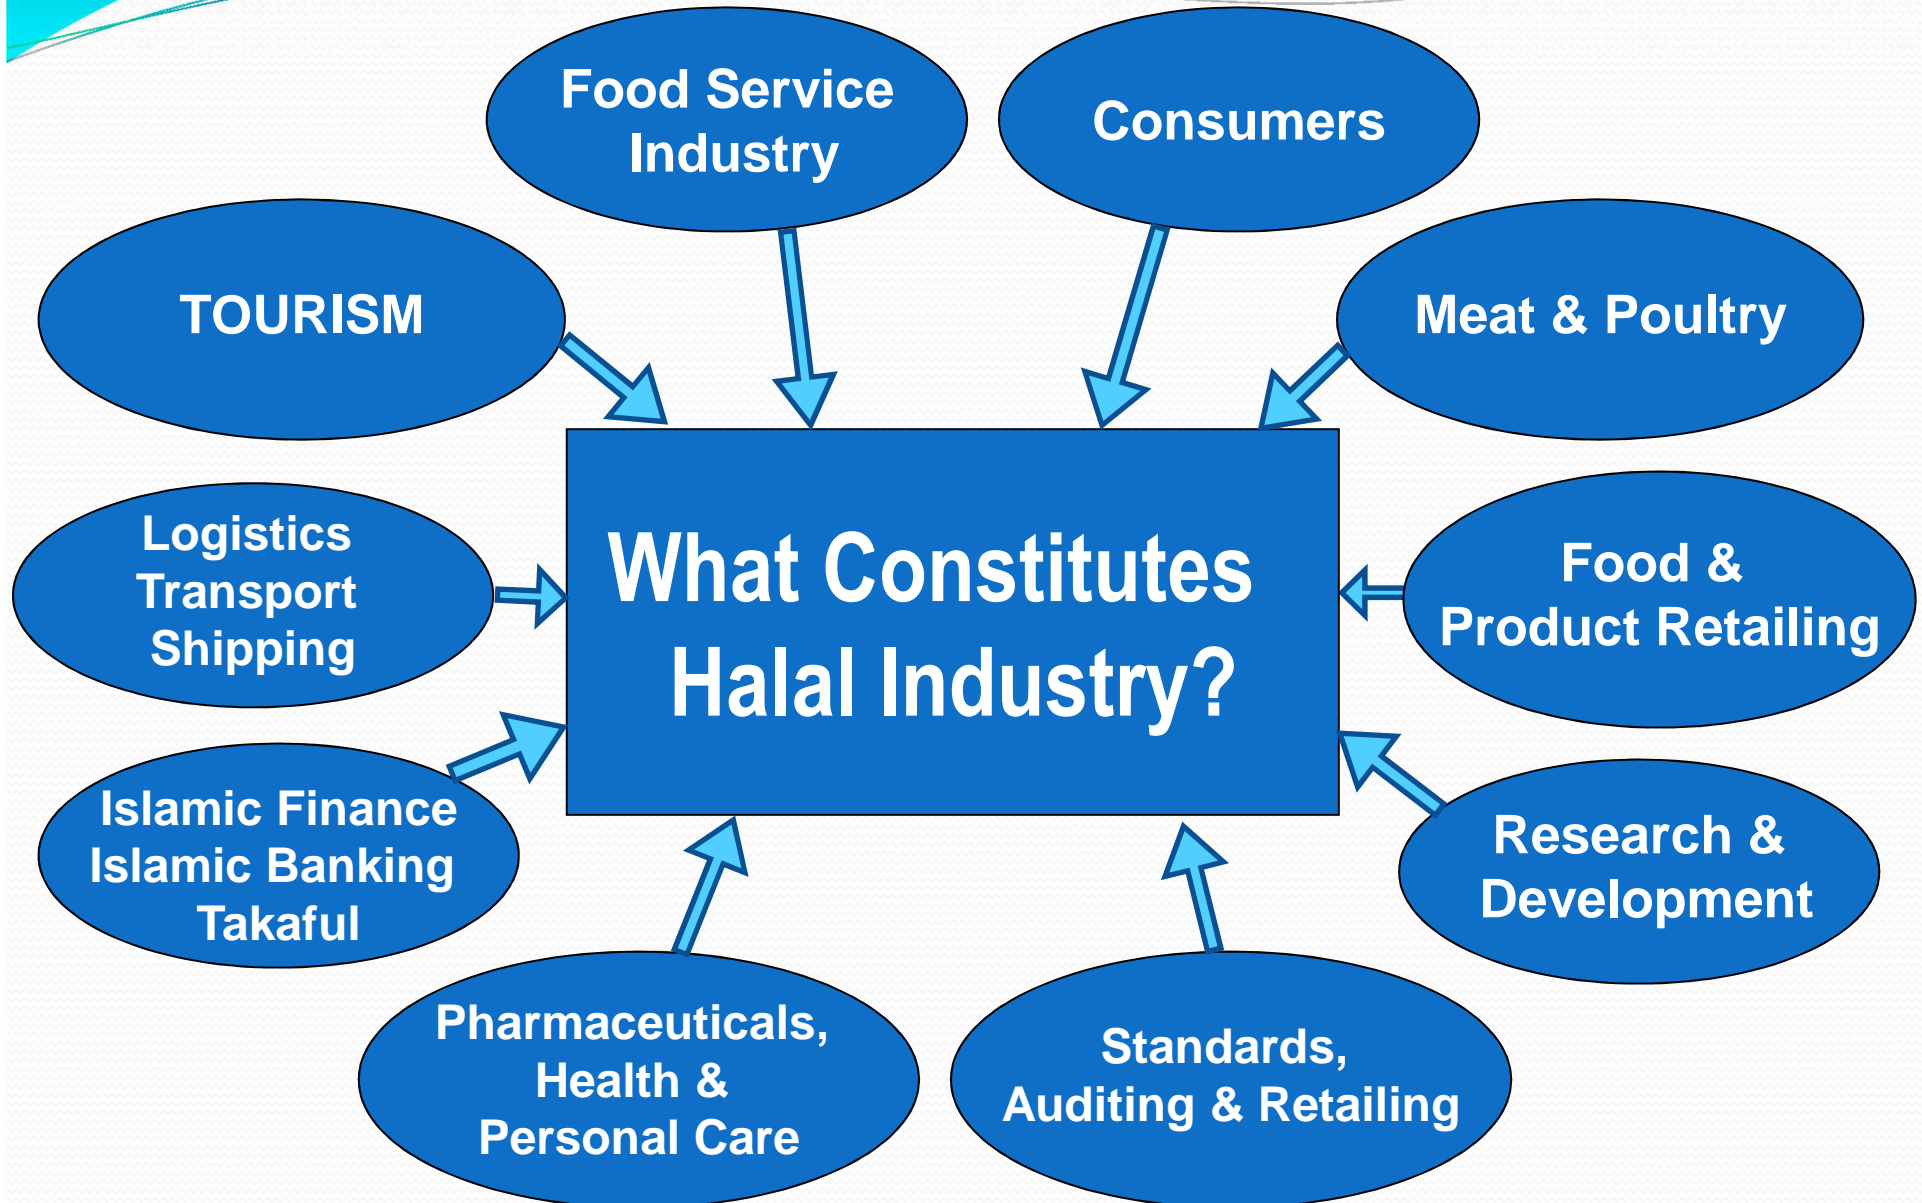 Food Service
Industry
Consumers
TOURISM
Meat & Poultry
Logistics
Transport
Shipping
What Constitutes
Halal Industry?
Food &
Product Retailing
Islamic Finance
Islamic Banking
Takaful
Research &
Development
Pharmaceuticals,
Health &
Personal Care
Standards,
Auditing & Retailing